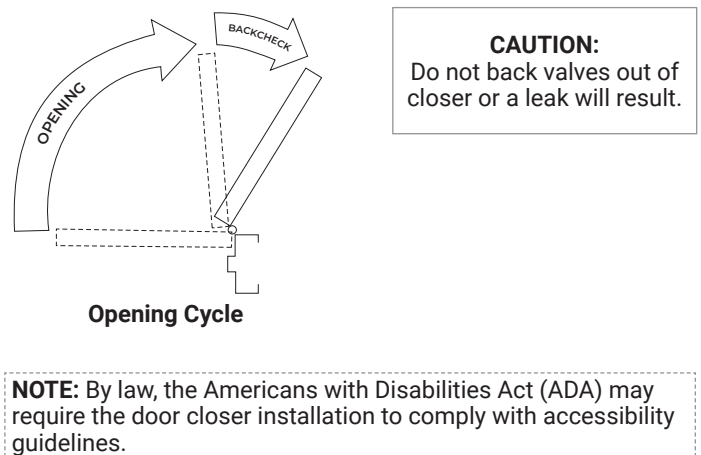 BACKCHECK
OPENING
Opening Cycle
CAUTION:
Do not back valves out of
closer or a leak will result.
NOTE: By law, the Americans with Disabilities Act (ADA) may
require the door closer installation to comply with accessibility
guidelines.